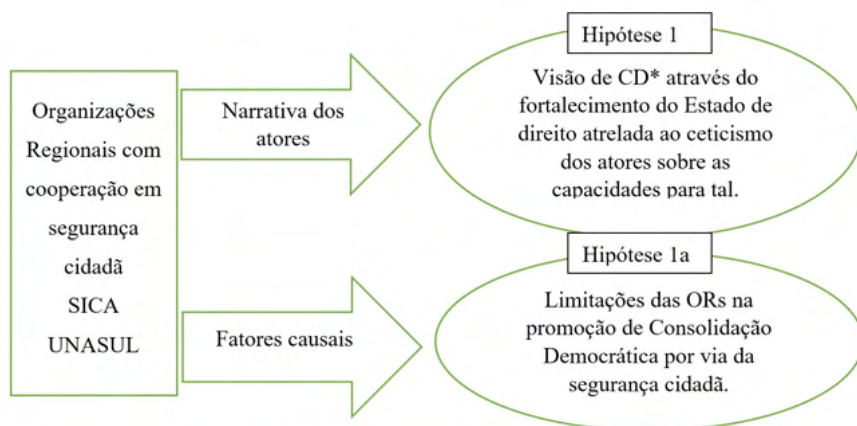 Organizações
Regionais com
cooperação em
segurança
cidadã
SICA
UNASUL
Narrativa dos
atores
Hipótese 1
Visão de CD* através do
fortalecimento do Estado de
direito atrelada ao ceticismo
dos atores sobre as
capacidades para tal.
Fatores causais
Hipótese 1a
Limitações das ORs na
promoção de Consolidação
Democrática por via da
segurança cidadã.